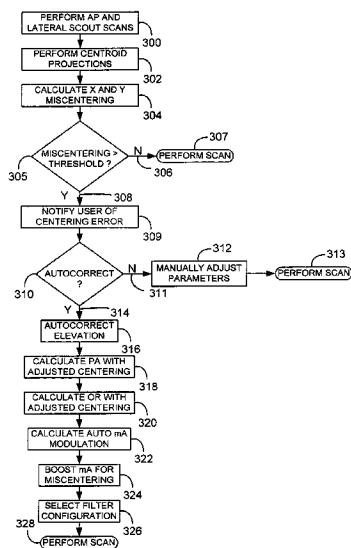 PERFORM AP AND
LATERAL SCOUT SCANS
300
PERFORM CENTROID
PROJECTIONS
302
CALCULATE X AND Y
MISCENTERING
304
MISCENTERING >
THRESHOLD ?
305
N
306
307
PERFORM SCAN
Y
308
NOTIFY USER OF
CENTERING ERROR
309
AUTOCORRECT
?
310
N
311
312
MANUALLY ADJUST
PARAMETERS
313
PERFORM SCAN
Y
314
AUTOCORRECT
ELEVATION
316
CALCULATE PA WITH
ADJUSTED CENTERING
318
CALCULATE OR WITH
ADJUSTED CENTERING
320
CALCULATE AUTO mA
MODULATION
322
BOOST mA FOR
MISCENTERING
324
SELECT FILTER
CONFIGURATION
326
328
PERFORM SCAN